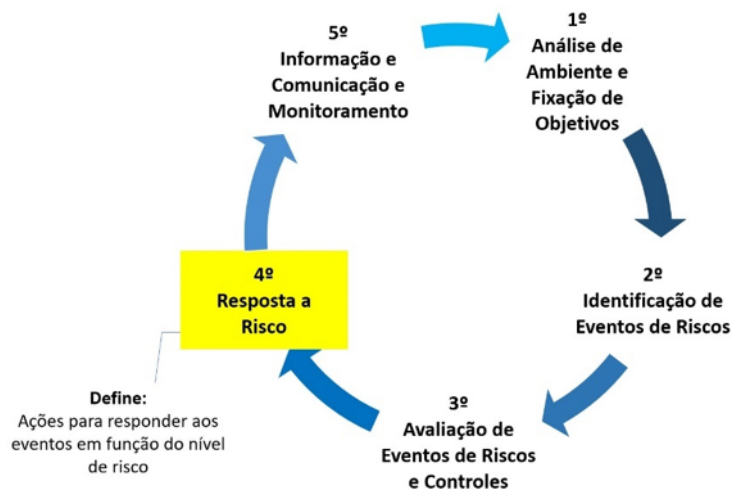 1º
Análise de
Ambiente e
Fixação de
Objetivos
2º
Identificação de
Eventos de Riscos
3º
Avaliação de
Eventos de Riscos
e Controles
4º
Resposta a
Risco
Define:
Ações para responder aos
eventos em função do nível
de risco
5º
Informação e
Comunicação e
Monitoramento